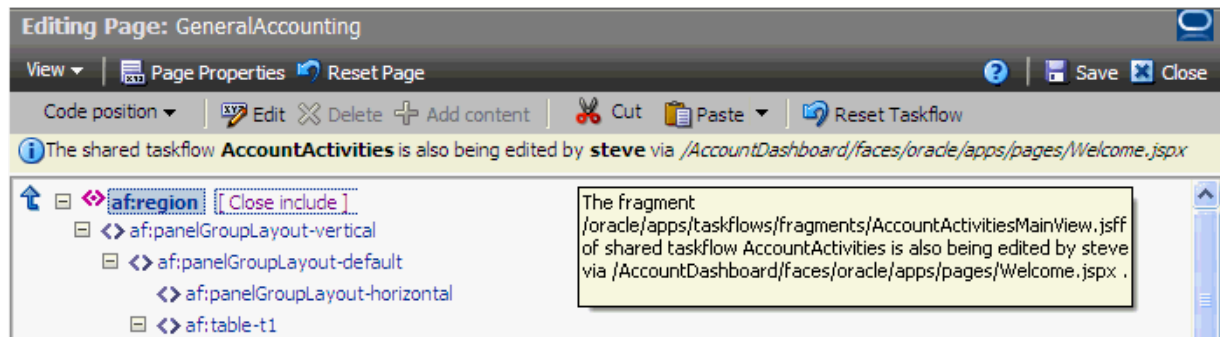 Editing Page: GeneralAccounting
View Page Properties Reset Page ? Save Close
Code position Edit Delete Add content Cut Paste Reset Taskflow
The shared taskflow AccountActivities is also being edited by steve via /AccountDashboard/faces/oracle/apps/pages/Welcome.jspx
af:region [ Close include ]
The fragment
/oracle/apps/taskflows/fragments/AccountActivitiesMainView.jsff
of shared taskflow AccountActivities is also being edited by steve
via /AccountDashboard/faces/oracle/apps/pages/Welcome.jspx .
af:panelGroupLayout-vertical
af:panelGroupLayout-default
af:panelGroupLayout-horizontal
af:table-t1